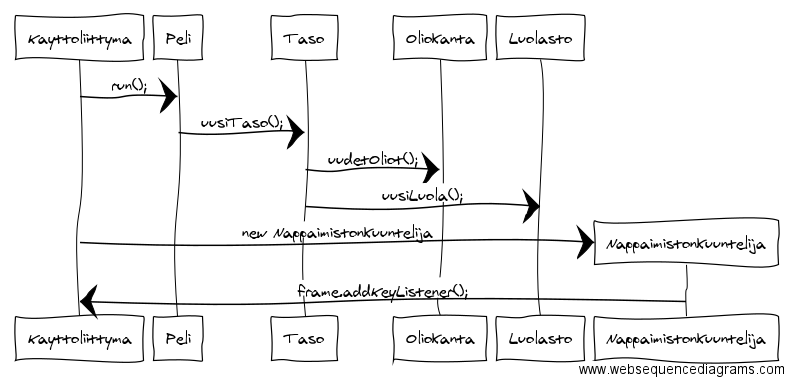 Kayttoliittyma Peli Taso OlioKanta Luolasto
run();
uusiTaso();
uudetOliot();
uusiLuola();
new NappaimistonKuuntelija
NappaimistonKuuntelija
frame.addKeyListener();
Kayttoliittyma Peli Taso OlioKanta Luolasto NappaimistonKuuntelija
www.websequencediagrams.com